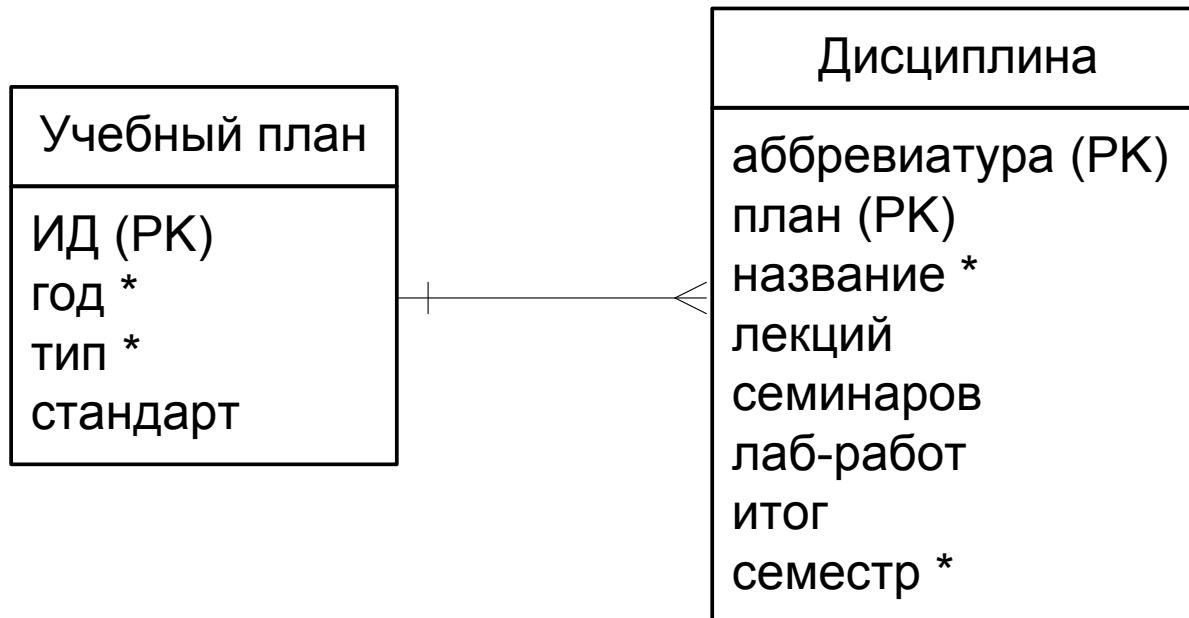 Учебный план
ИД (PK)
год *
тип *
стандарт
Дисциплина
аббревиатура (PK)
план (PK)
название *
лекций
семинаров
лаб-работ
итог
семестр *